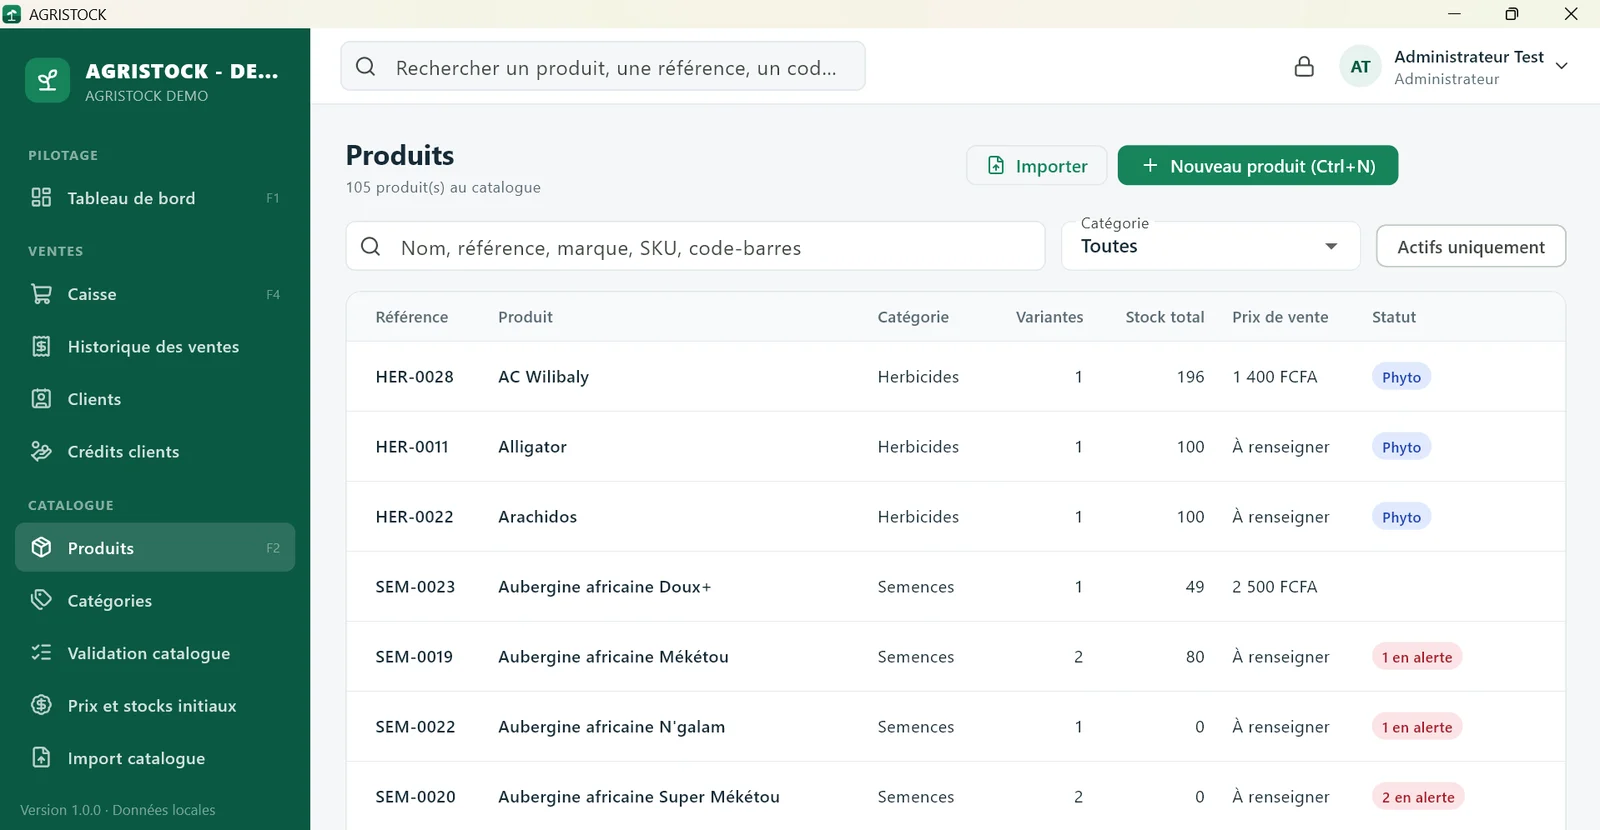 AGRISTOCK
AGRISTOCK - DE...
AGRISTOCK DEMO
PILOTAGE
Tableau de bord F1
VENTES
Caisse F4
Historique des ventes
Clients
Crédits clients
CATALOGUE
Produits F2
Catégories
Validation catalogue
Prix et stocks initiaux
Import catalogue
Version 1.0.0 · Données locales
Rechercher un produit, une référence, un cod...
AT
Administrateur Test
Administrateur
Produits
105 produit(s) au catalogue
Importer
+ Nouveau produit (Ctrl+N)
Nom, référence, marque, SKU, code-barres
Catégorie
Toutes
Actifs uniquement
Référence Produit Catégorie Variantes Stock total Prix de vente Statut
HER-0028 AC Wilibaly Herbicides 1 196 1 400 FCFA Phyto
HER-0011 Alligator Herbicides 1 100 À renseigner Phyto
HER-0022 Arachidos Herbicides 1 100 À renseigner Phyto
SEM-0023 Aubergine africaine Doux+ Semences 1 49 2 500 FCFA
SEM-0019 Aubergine africaine Mékétou Semences 2 80 À renseigner 1 en alerte
SEM-0022 Aubergine africaine N'galam Semences 1 0 À renseigner 1 en alerte
SEM-0020 Aubergine africaine Super Mékétou Semences 2 0 À renseigner 2 en alerte